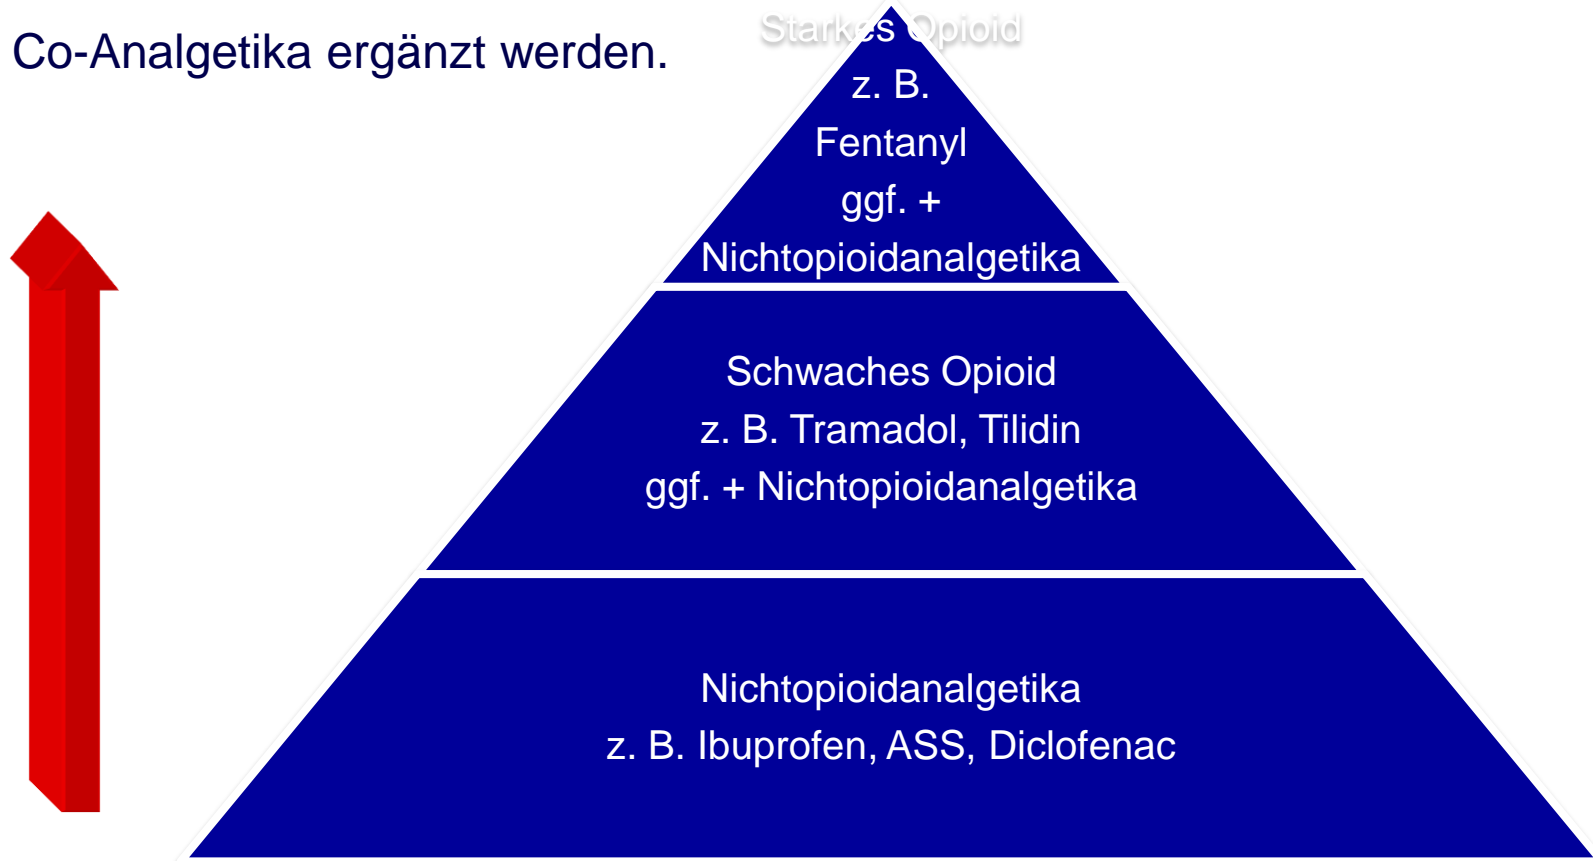 Co-Analgetika ergänzt werden.
Starkes Opioid
z. B.
Fentanyl
ggf. +
Nichtopioidanalgetika
Schwaches Opioid
z. B. Tramadol, Tilidin
ggf. + Nichtopioidanalgetika
Nichtopioidanalgetika
z. B. Ibuprofen, ASS, Diclofenac